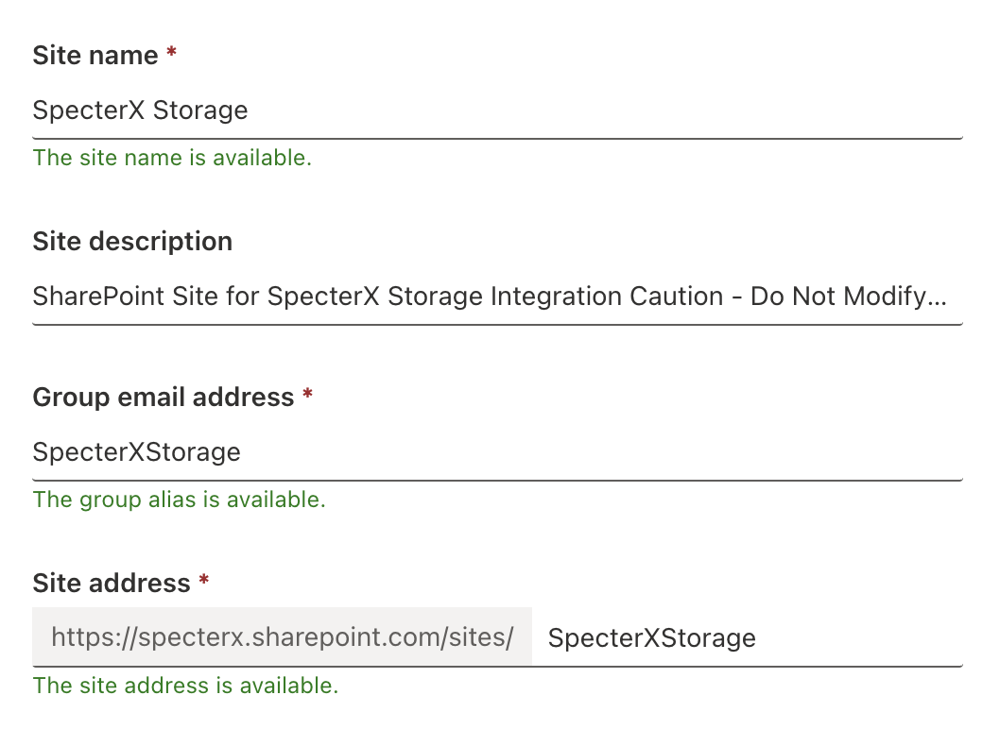 Site name *
SpecterX Storage
The site name is available.
Site description
SharePoint Site for SpecterX Storage Integration Caution - Do Not Modify...
Group email address *
SpecterXStorage
The group alias is available.
Site address *
https://specterx.sharepoint.com/sites/ SpecterXStorage
The site address is available.